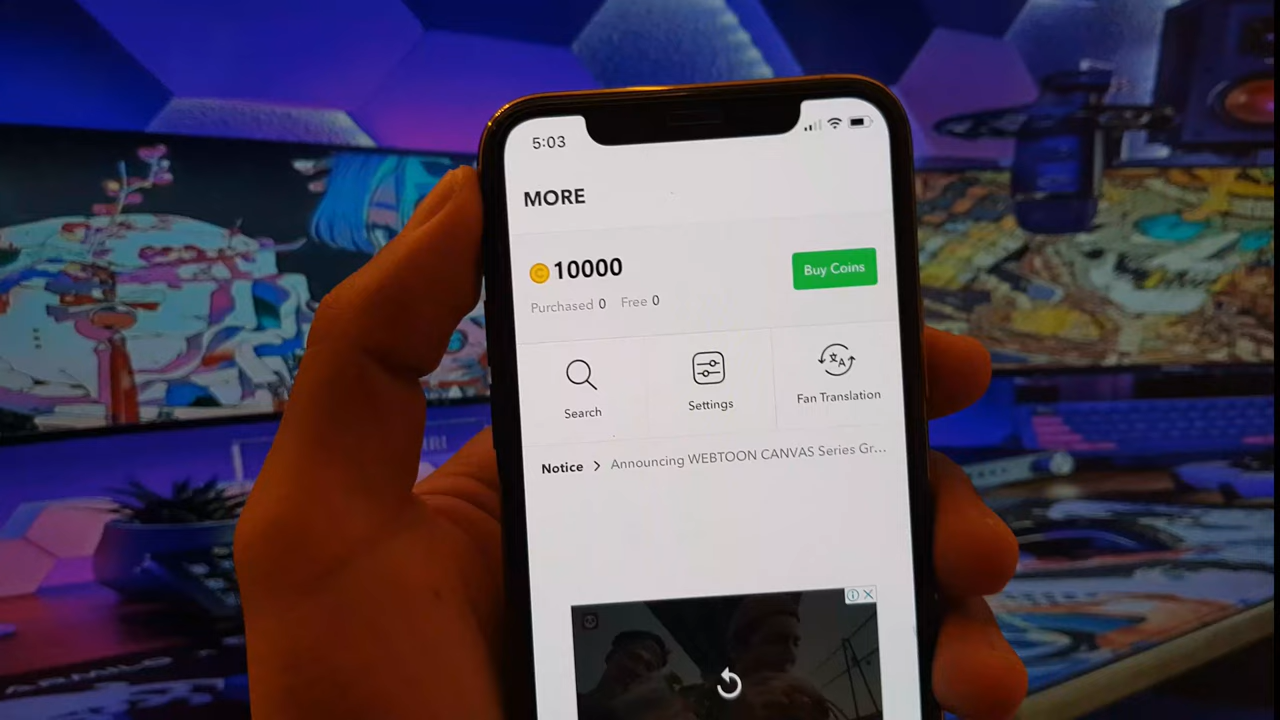 5:03
MORE
10000
Buy Coins
Purchased 0 Free 0
Search
Settings
Fan Translation
Notice > Announcing WEBTOON CANVAS Series Gr...